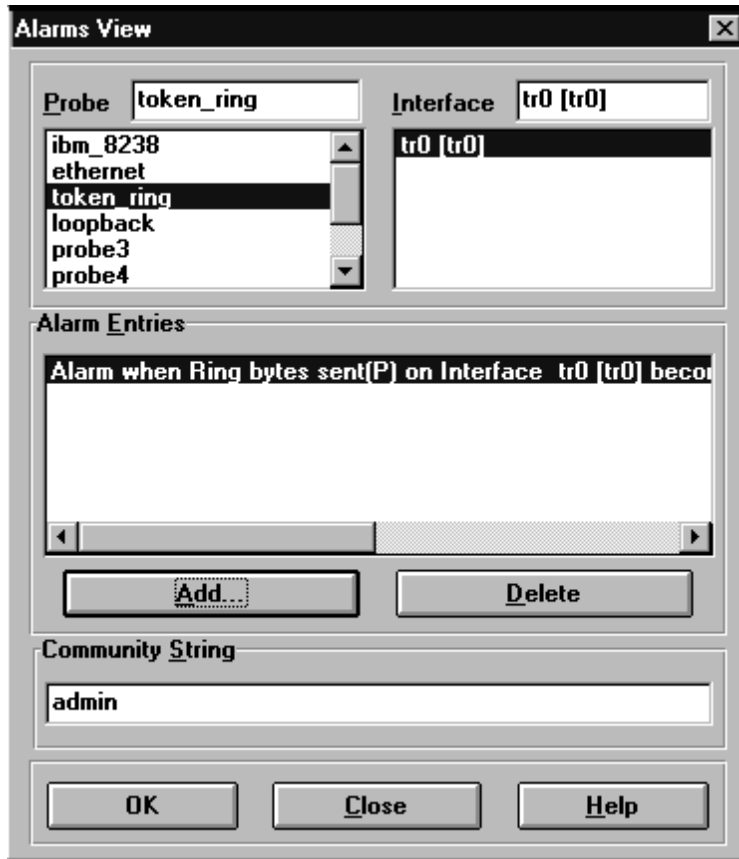 Alarms View
Probe token_ring
Interface tr0 [tr0]
ibm_8238
ethernet
token_ring
loopback
probe3
probe4
tr0 [tr0]
Alarm Entries
Alarm when Ring bytes sent(P) on Interface tr0 [tr0] becor
Add...
Delete
Community String
admin
OK
Close
Help